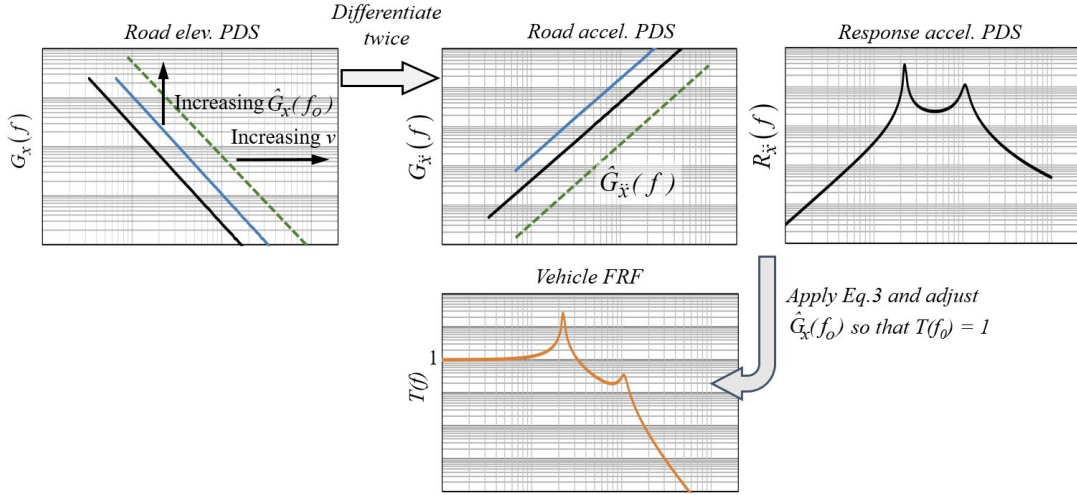 Differentiate
twice
Road elev. PDS
Road accel. PDS
Response accel. PDS
Increasing Ĝx(fo)
Increasing v
Gx(f)
Gẍ(f)
Ĝẍ(f)
Rẍ(f)
Vehicle FRF
Apply Eq.3 and adjust
Ĝx(fo) so that T(f0) = 1
1
T(f)